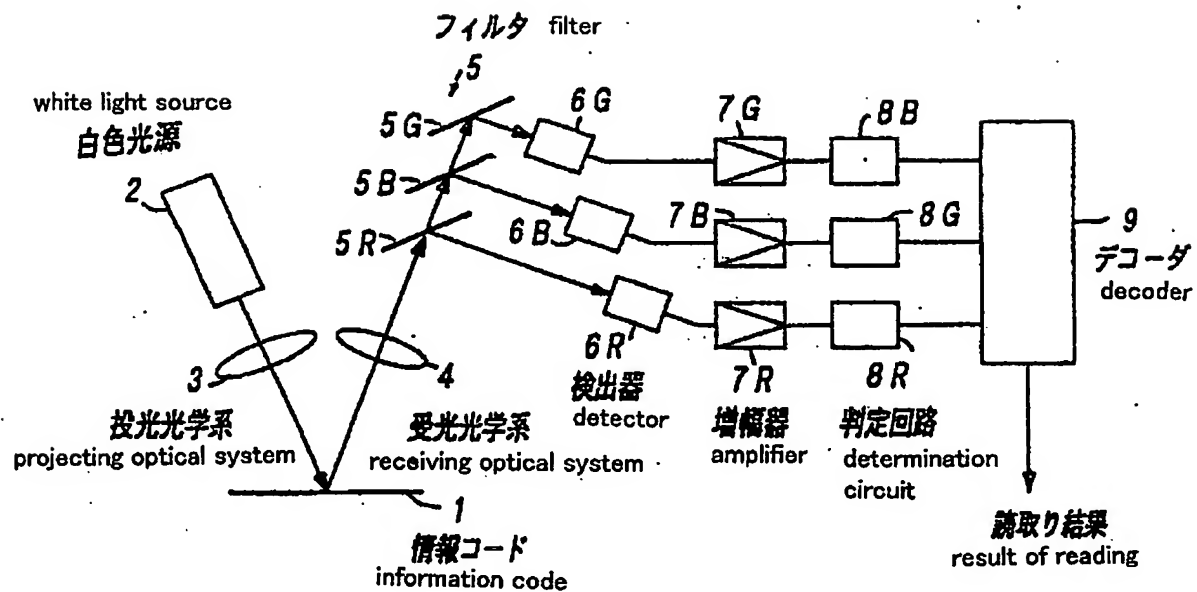 フィルタ filter
5
white light source
白色光源
2
5G
6G
7G
8B
5B
6B
7B
8G
9
デコーダ
decoder
5R
6R
検出器
detector
7R
増幅器
amplifier
8R
判定回路
determination
circuit
3
投光光学系
projecting optical system
4
受光光学系
receiving optical system
1
情報コード
information code
読取り結果
result of reading